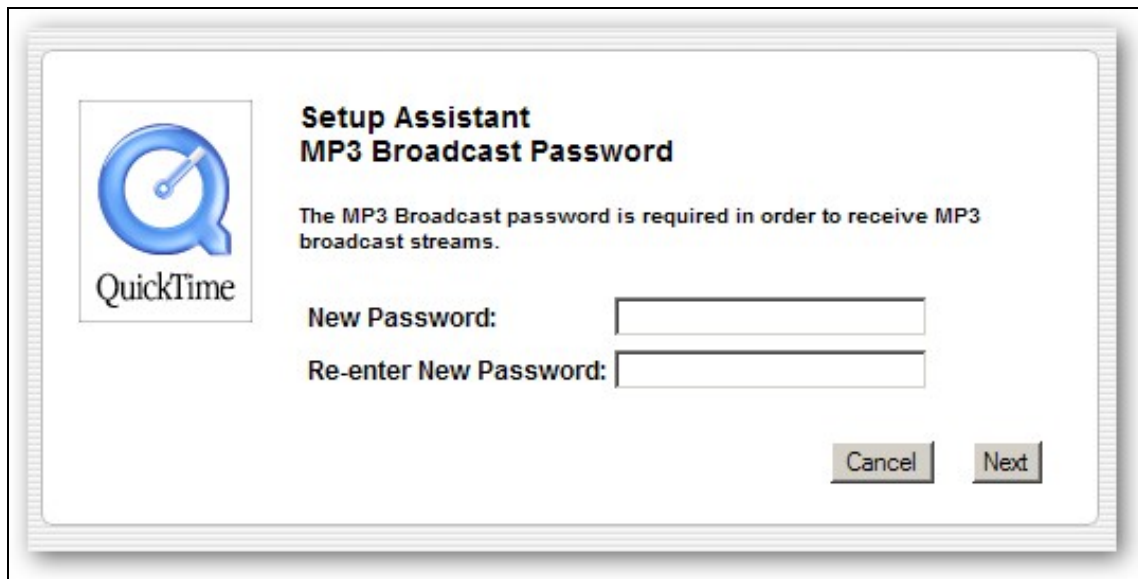 Setup Assistant
MP3 Broadcast Password
The MP3 Broadcast password is required in order to receive MP3
broadcast streams.
QuickTime
New Password:
Re-enter New Password:
Cancel Next